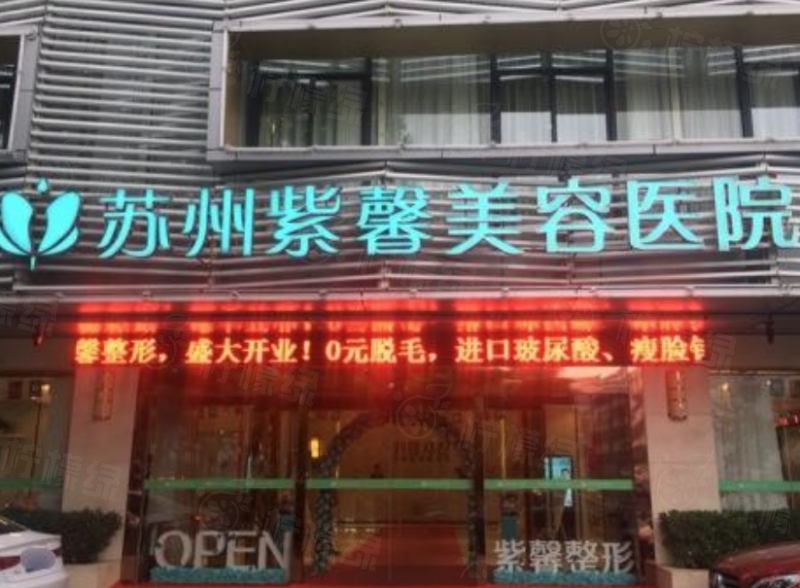 苏州紫馨美容医院
馨整形，盛大开业！0元脱毛，进口玻尿酸、瘦脸针
OPEN
紫馨整形